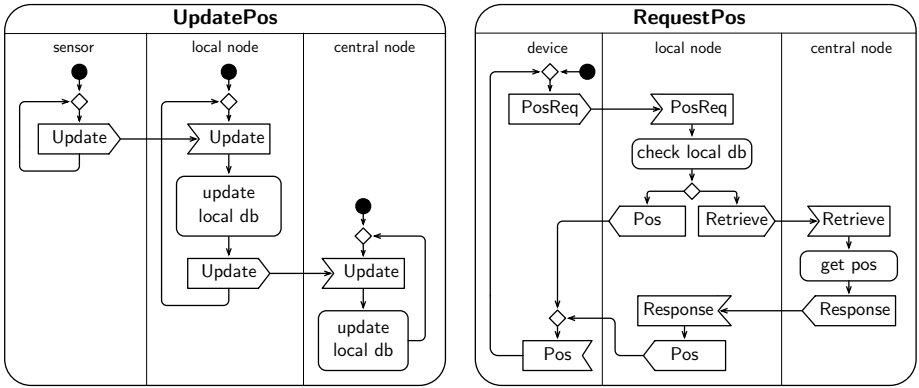 UpdatePos
sensor
local node
central node
Update
Update
update
local db
Update
Update
update
local db
RequestPos
device
local node
central node
PosReq
PosReq
check local db
Pos
Retrieve
Retrieve
get pos
Response
Response
Pos
Pos